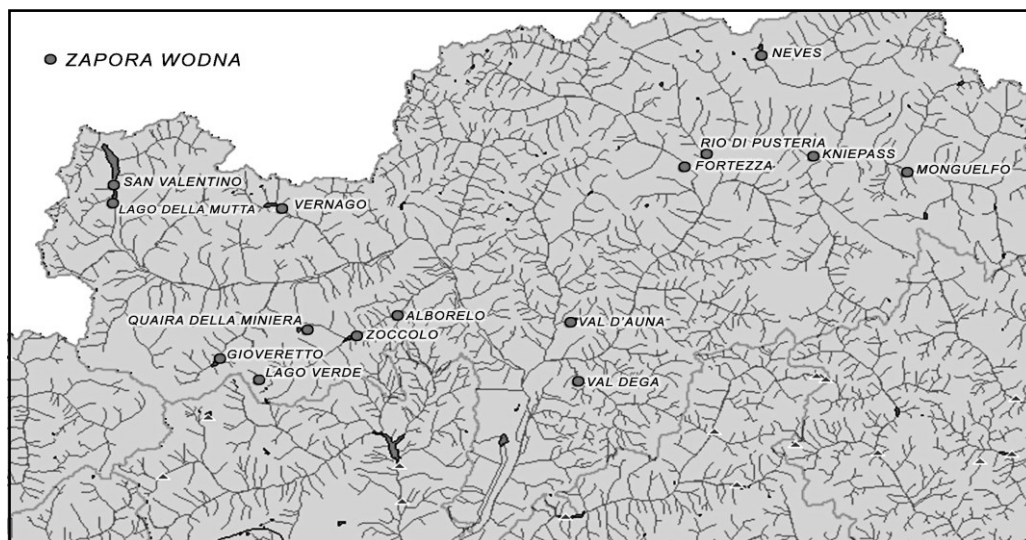 ZAPORA WODNA
NEVES
RIO DI PUSTERIA
FORTEZZA
KNIEPASS
MONGUELFO
SAN VALENTINO
LAGO DELLA MUTTA
VERNAGO
QUAIRA DELLA MINIERA
ALBORELO
ZOCCOLO
VAL D'AUNA
GIOVERETTO
LAGO VERDE
VAL DEGA